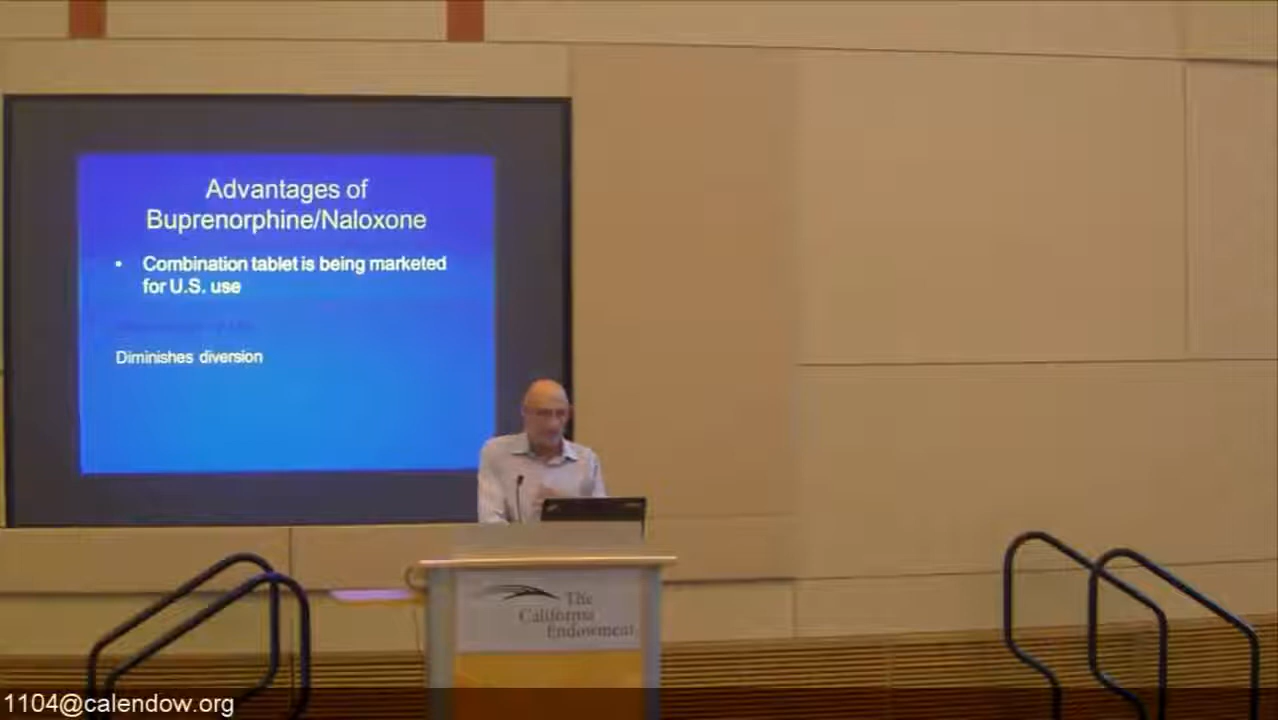 Advantages of
Buprenorphine/Naloxone
• Combination tablet is being marketed
for U.S. use
Diminishes diversion
The
California
Endowment
1104@calendow.org